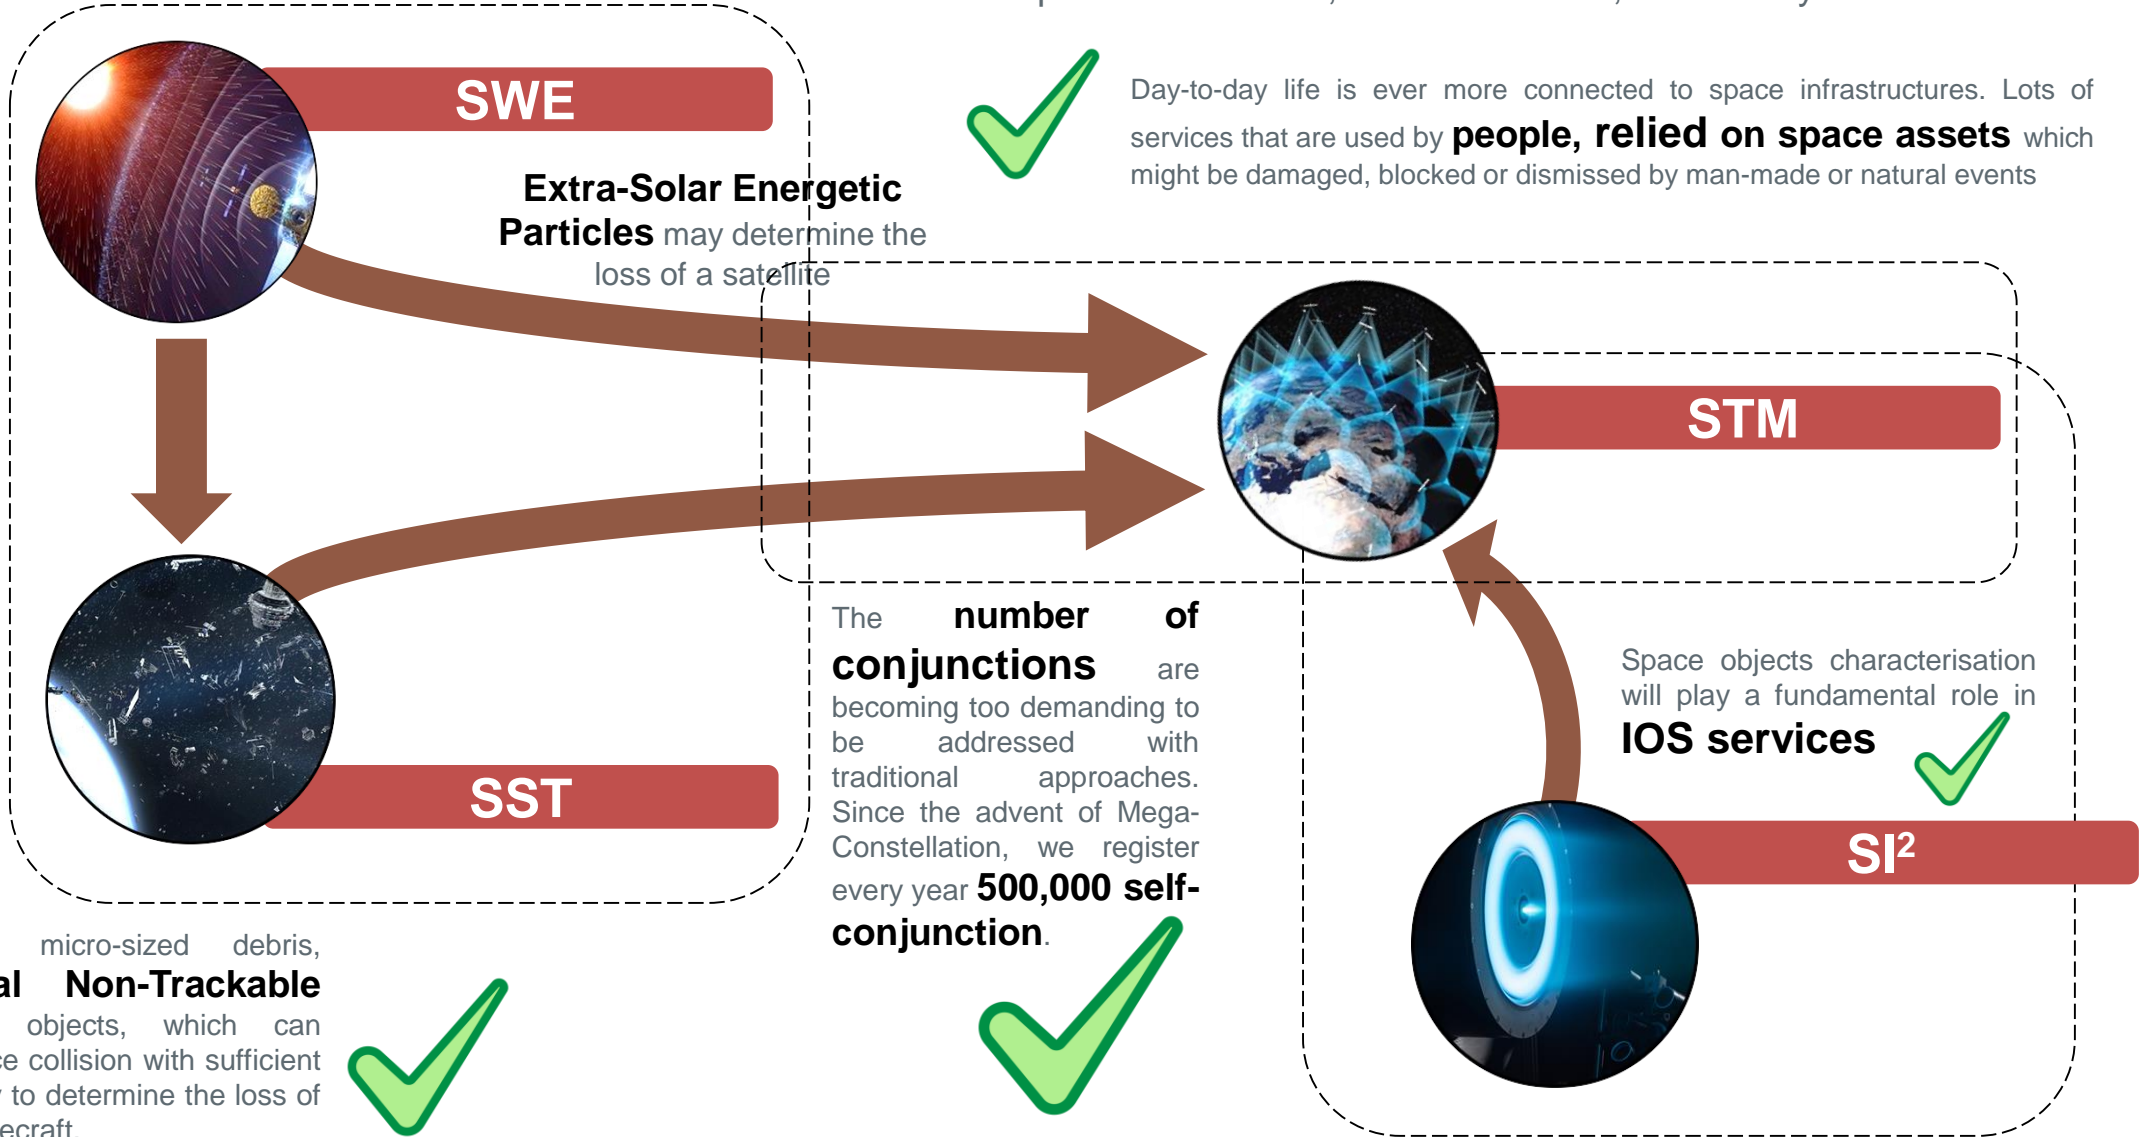 SWE
Day-to-day life is ever more connected to space infrastructures. Lots of
services that are used by people, relied on space assets which
might be damaged, blocked or dismissed by man-made or natural events
Extra-Solar Energetic
Particles may determine the
loss of a satellite
STM
The number of
conjunctions are
becoming too demanding to
be addressed with
traditional approaches.
Since the advent of Mega-
Constellation, we register
every year 500,000 self-
conjunction.
Space objects characterisation
will play a fundamental role in
IOS services
SST
SI²
micro-sized debris,
Non-Trackable
objects, which can
collision with sufficient
to determine the loss of